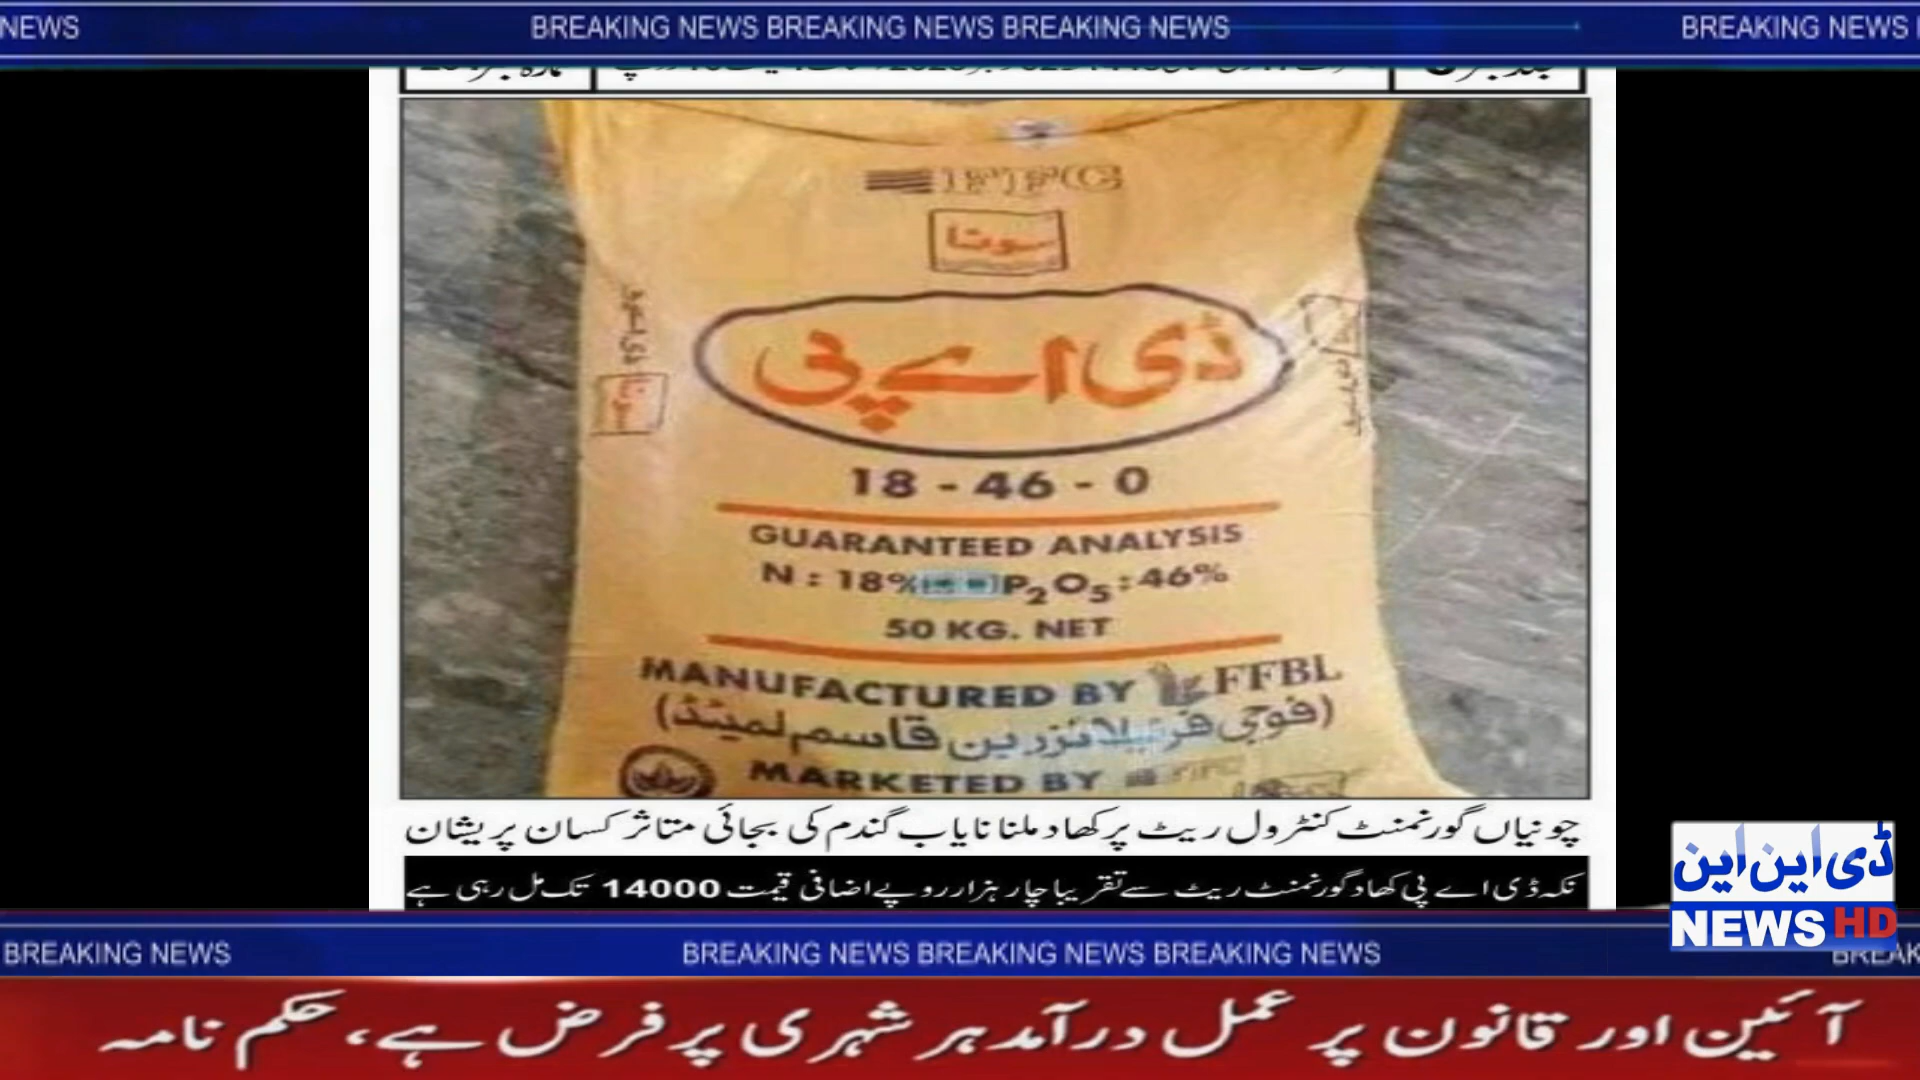 NEWS
BREAKING NEWS BREAKING NEWS BREAKING NEWS
BREAKING NEWS
FFC
سونا
ڈی اے پی
سونا
18 - 46 - 0
GUARANTEED ANALYSIS
N : 18% P2O5 : 46%
50 KG. NET
MANUFACTURED BY FFBL
(فوجی فرٹیلائزر بن قاسم لمیٹڈ)
MARKETED BY FFC
چونیاں گورنمنٹ کنٹرول ریٹ پر کھاد ملنا نایاب گندم کی بجائی متاثر کسان پریشان
نکہ ڈی اے پی کھاد گورنمنٹ ریٹ سے تقریبا چار ہزار روپے اضافی قیمت 14000 تک مل رہی ہے
ڈی این این
NEWS HD
BREAKING NEWS
BREAKING NEWS BREAKING NEWS BREAKING NEWS
آئین اور قانون پر عمل درآمد ہر شہری پر فرض ہے، حکم نامہ